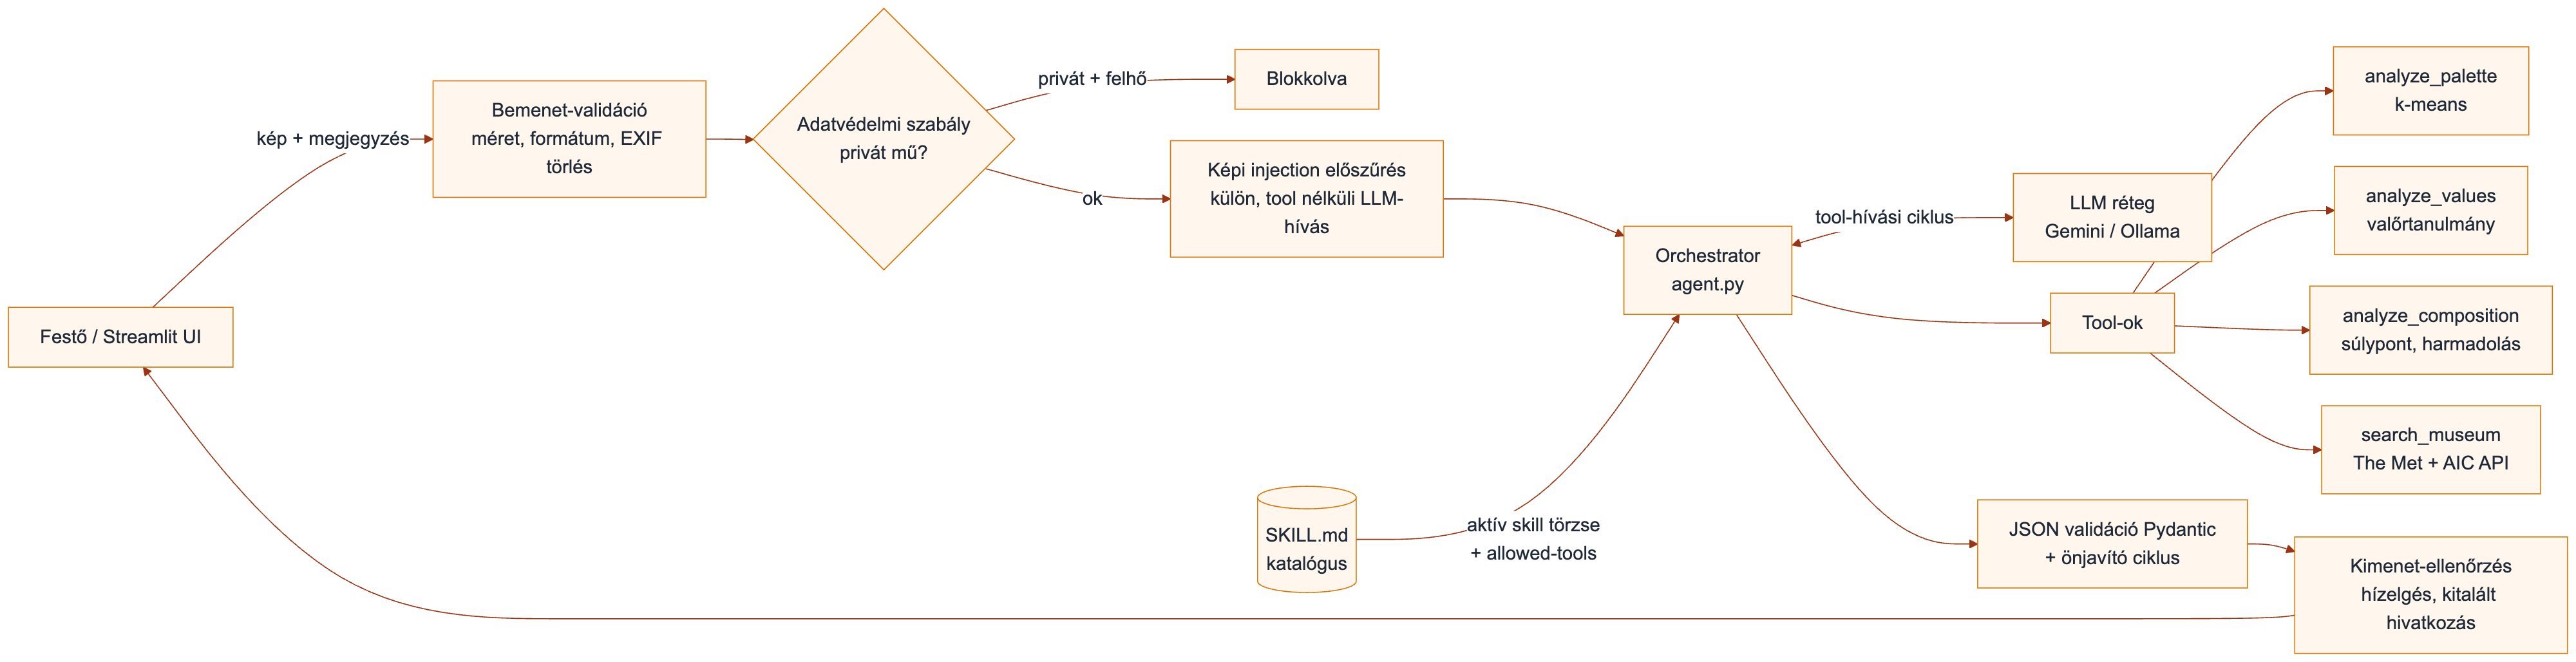 Festő / Streamlit UI
kép + megjegyzés
Bemenet-validáció
méret, formátum, EXIF
törlés
Adatvédelmi szabály
privát mű?
privát + felhő
Blokkolva
ok
Képi injection előszűrés
külön, tool nélküli LLM-
hívás
SKILL.md
katalógus
aktív skill törzse
+ allowed-tools
Orchestrator
agent.py
tool-hívási ciklus
LLM réteg
Gemini / Ollama
Tool-ok
analyze_palette
k-means
analyze_values
valőrtanulmány
analyze_composition
súlypont, harmadolás
search_museum
The Met + AIC API
JSON validáció Pydantic
+ önjavító ciklus
Kimenet-ellenőrzés
hízelgés, kitalált
hivatkozás